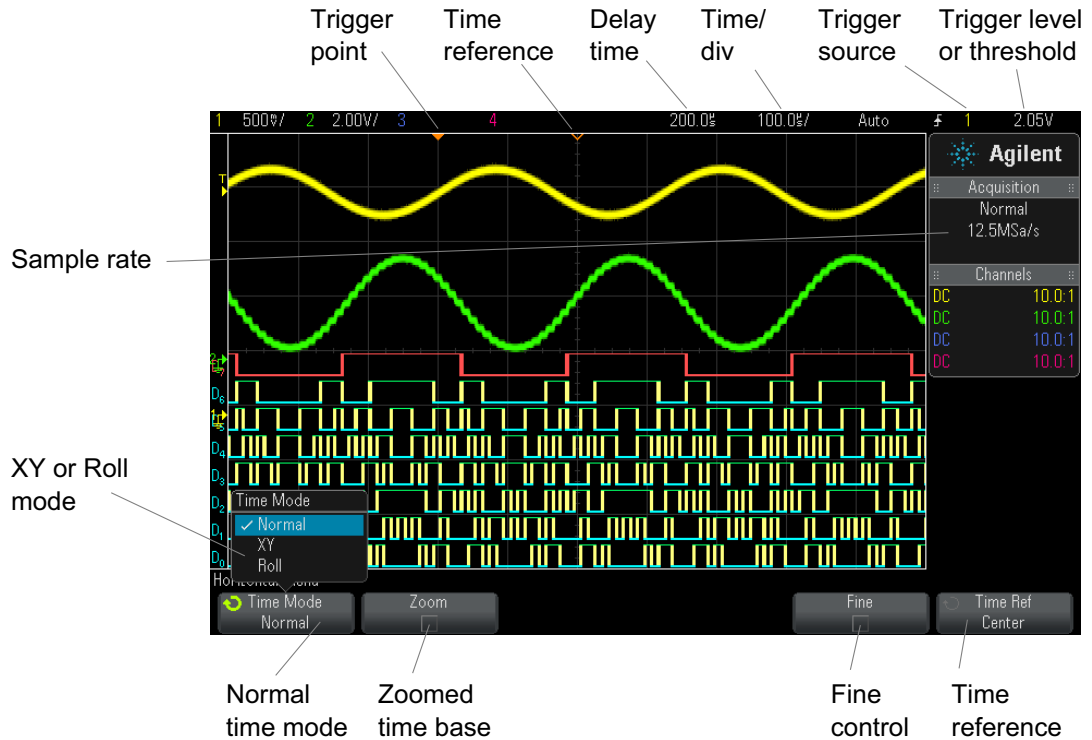 Trigger point
Time reference
Delay time
Time/ div
Trigger source
Trigger level or threshold
1 500mV/ 2 2.00V/ 3 4 200.0us 100.0us/ Auto 1 2.05V
T
Agilent
Acquisition
Normal
12.5MSa/s
Sample rate
Channels
DC 10.0:1
DC 10.0:1
DC 10.0:1
DC 10.0:1
D6
D4
D3
D2
D1
D0
XY or Roll mode
Time Mode
✓ Normal
XY
Roll
Time Mode
Normal
Zoom
Fine
Time Ref
Center
Normal time mode
Zoomed time base
Fine control
Time reference